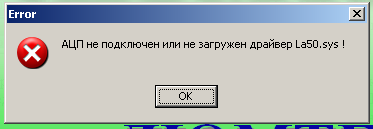 Error
АЦП не подключен или не загружен драйвер La50.sys !
OK